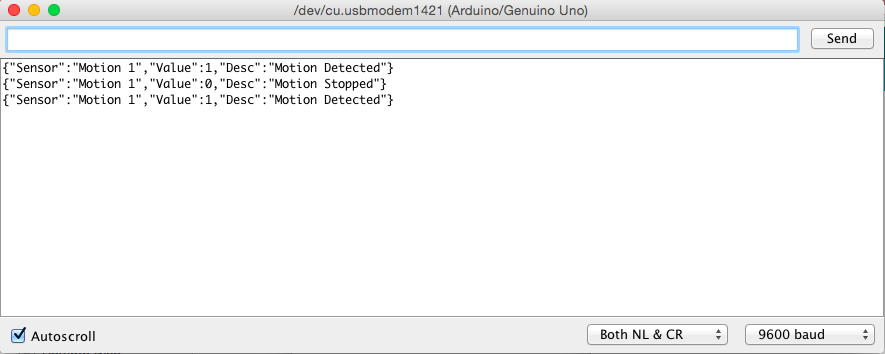 /dev/cu.usbmodem1421 (Arduino/Genuino Uno)
Send
{"Sensor":"Motion 1","Value":1,"Desc":"Motion Detected"}
{"Sensor":"Motion 1","Value":0,"Desc":"Motion Stopped"}
{"Sensor":"Motion 1","Value":1,"Desc":"Motion Detected"}
Autoscroll
Both NL & CR
9600 baud